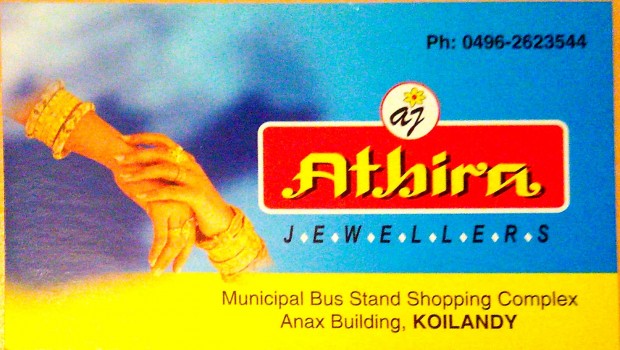 Ph: 0496-2623544
aj
Athira
J•E•W•E•L•L•E•R•S
Municipal Bus Stand Shopping Complex
Anax Building, KOILANDY